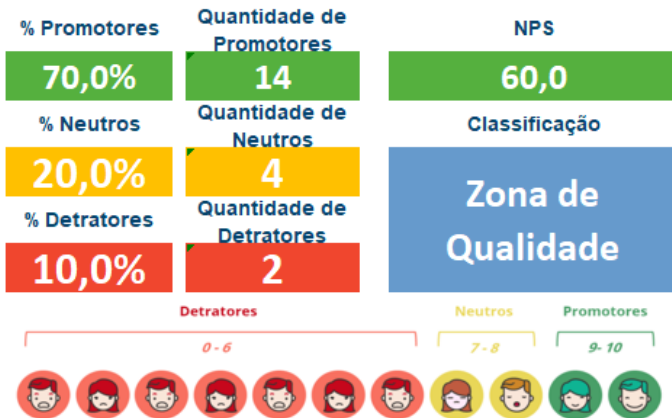 % Promotores
Quantidade de
Promotores
NPS
70,0%
14
60,0
% Neutros
Quantidade de
Neutros
Classificação
20,0%
4
Zona de
Qualidade
% Detratores
Quantidade de
Detratores
10,0%
2
Detratores
Neutros
Promotores
0 - 6
7 - 8
9- 10